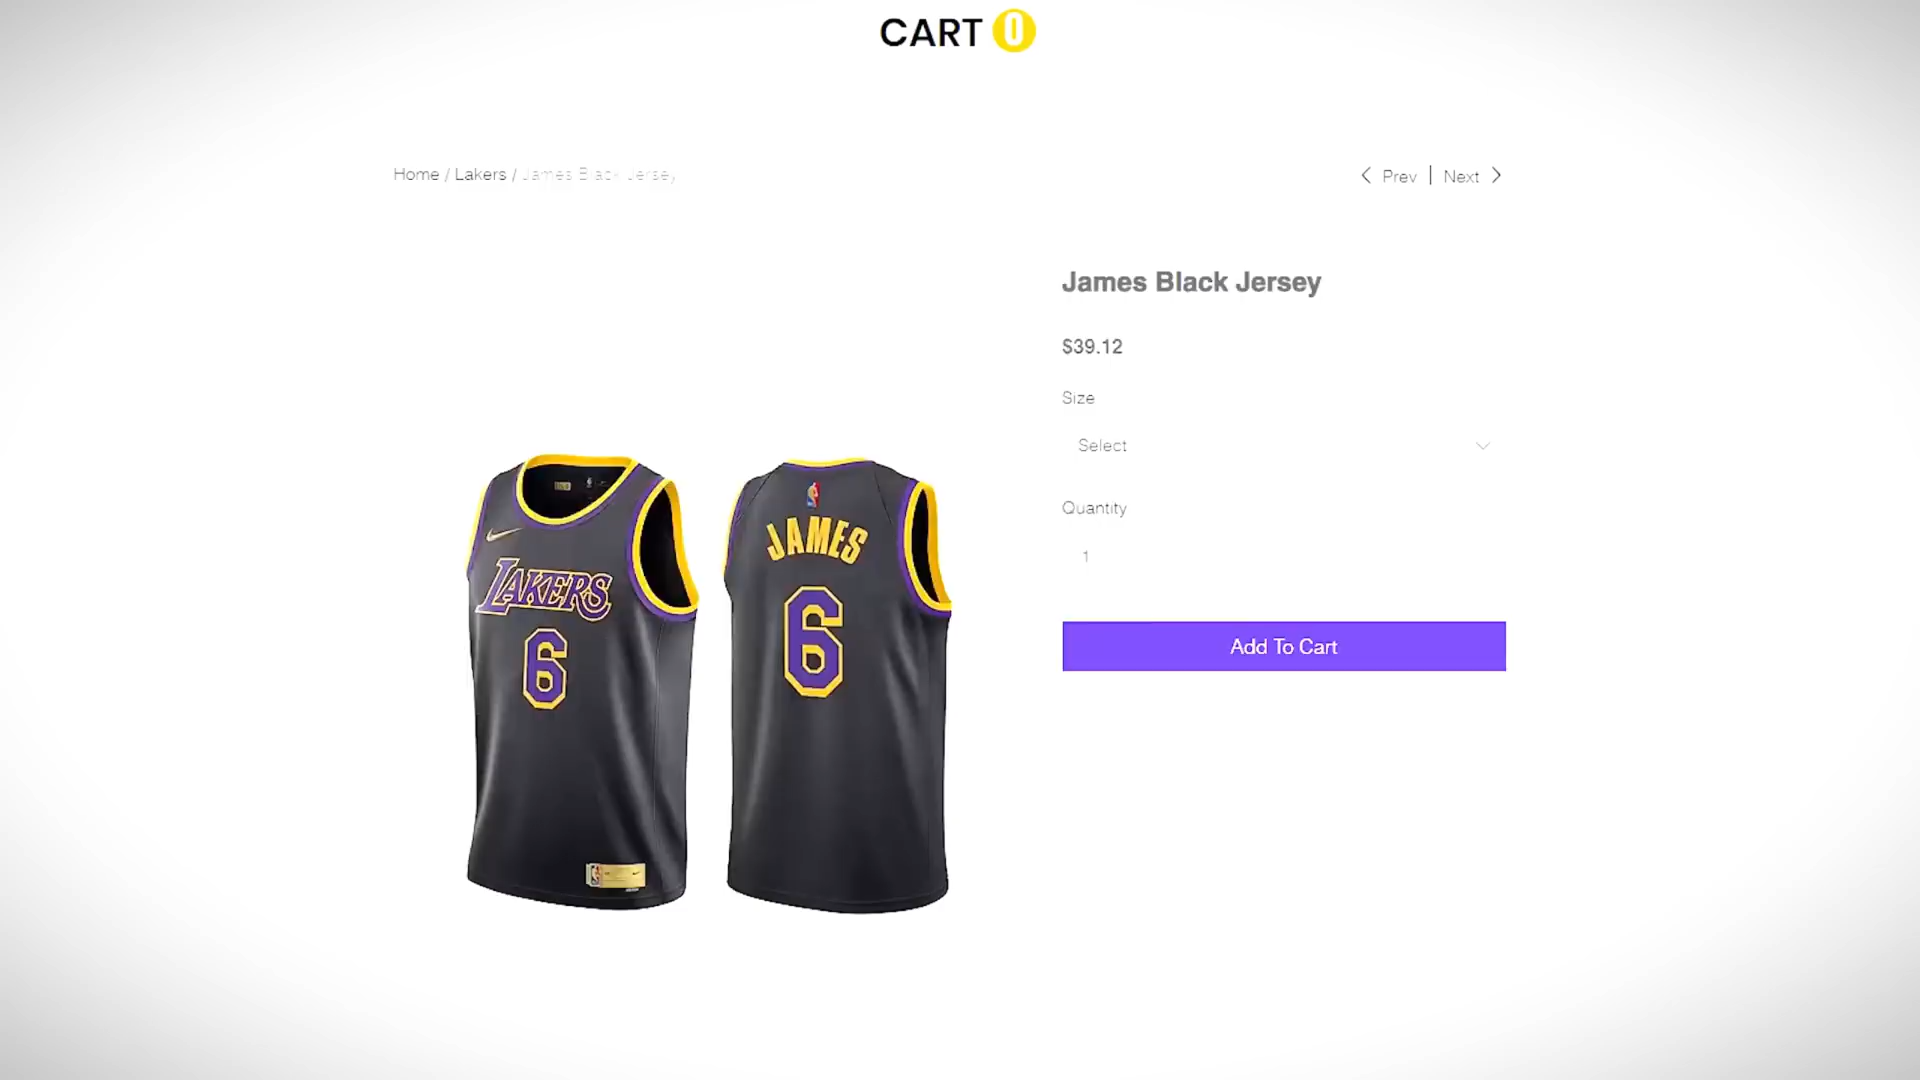 CART 0
Home / Lakers / James Black Jersey
Prev | Next
James Black Jersey
$39.12
Size
Select
Quantity
1
Add To Cart
LAKERS
6
JAMES
6